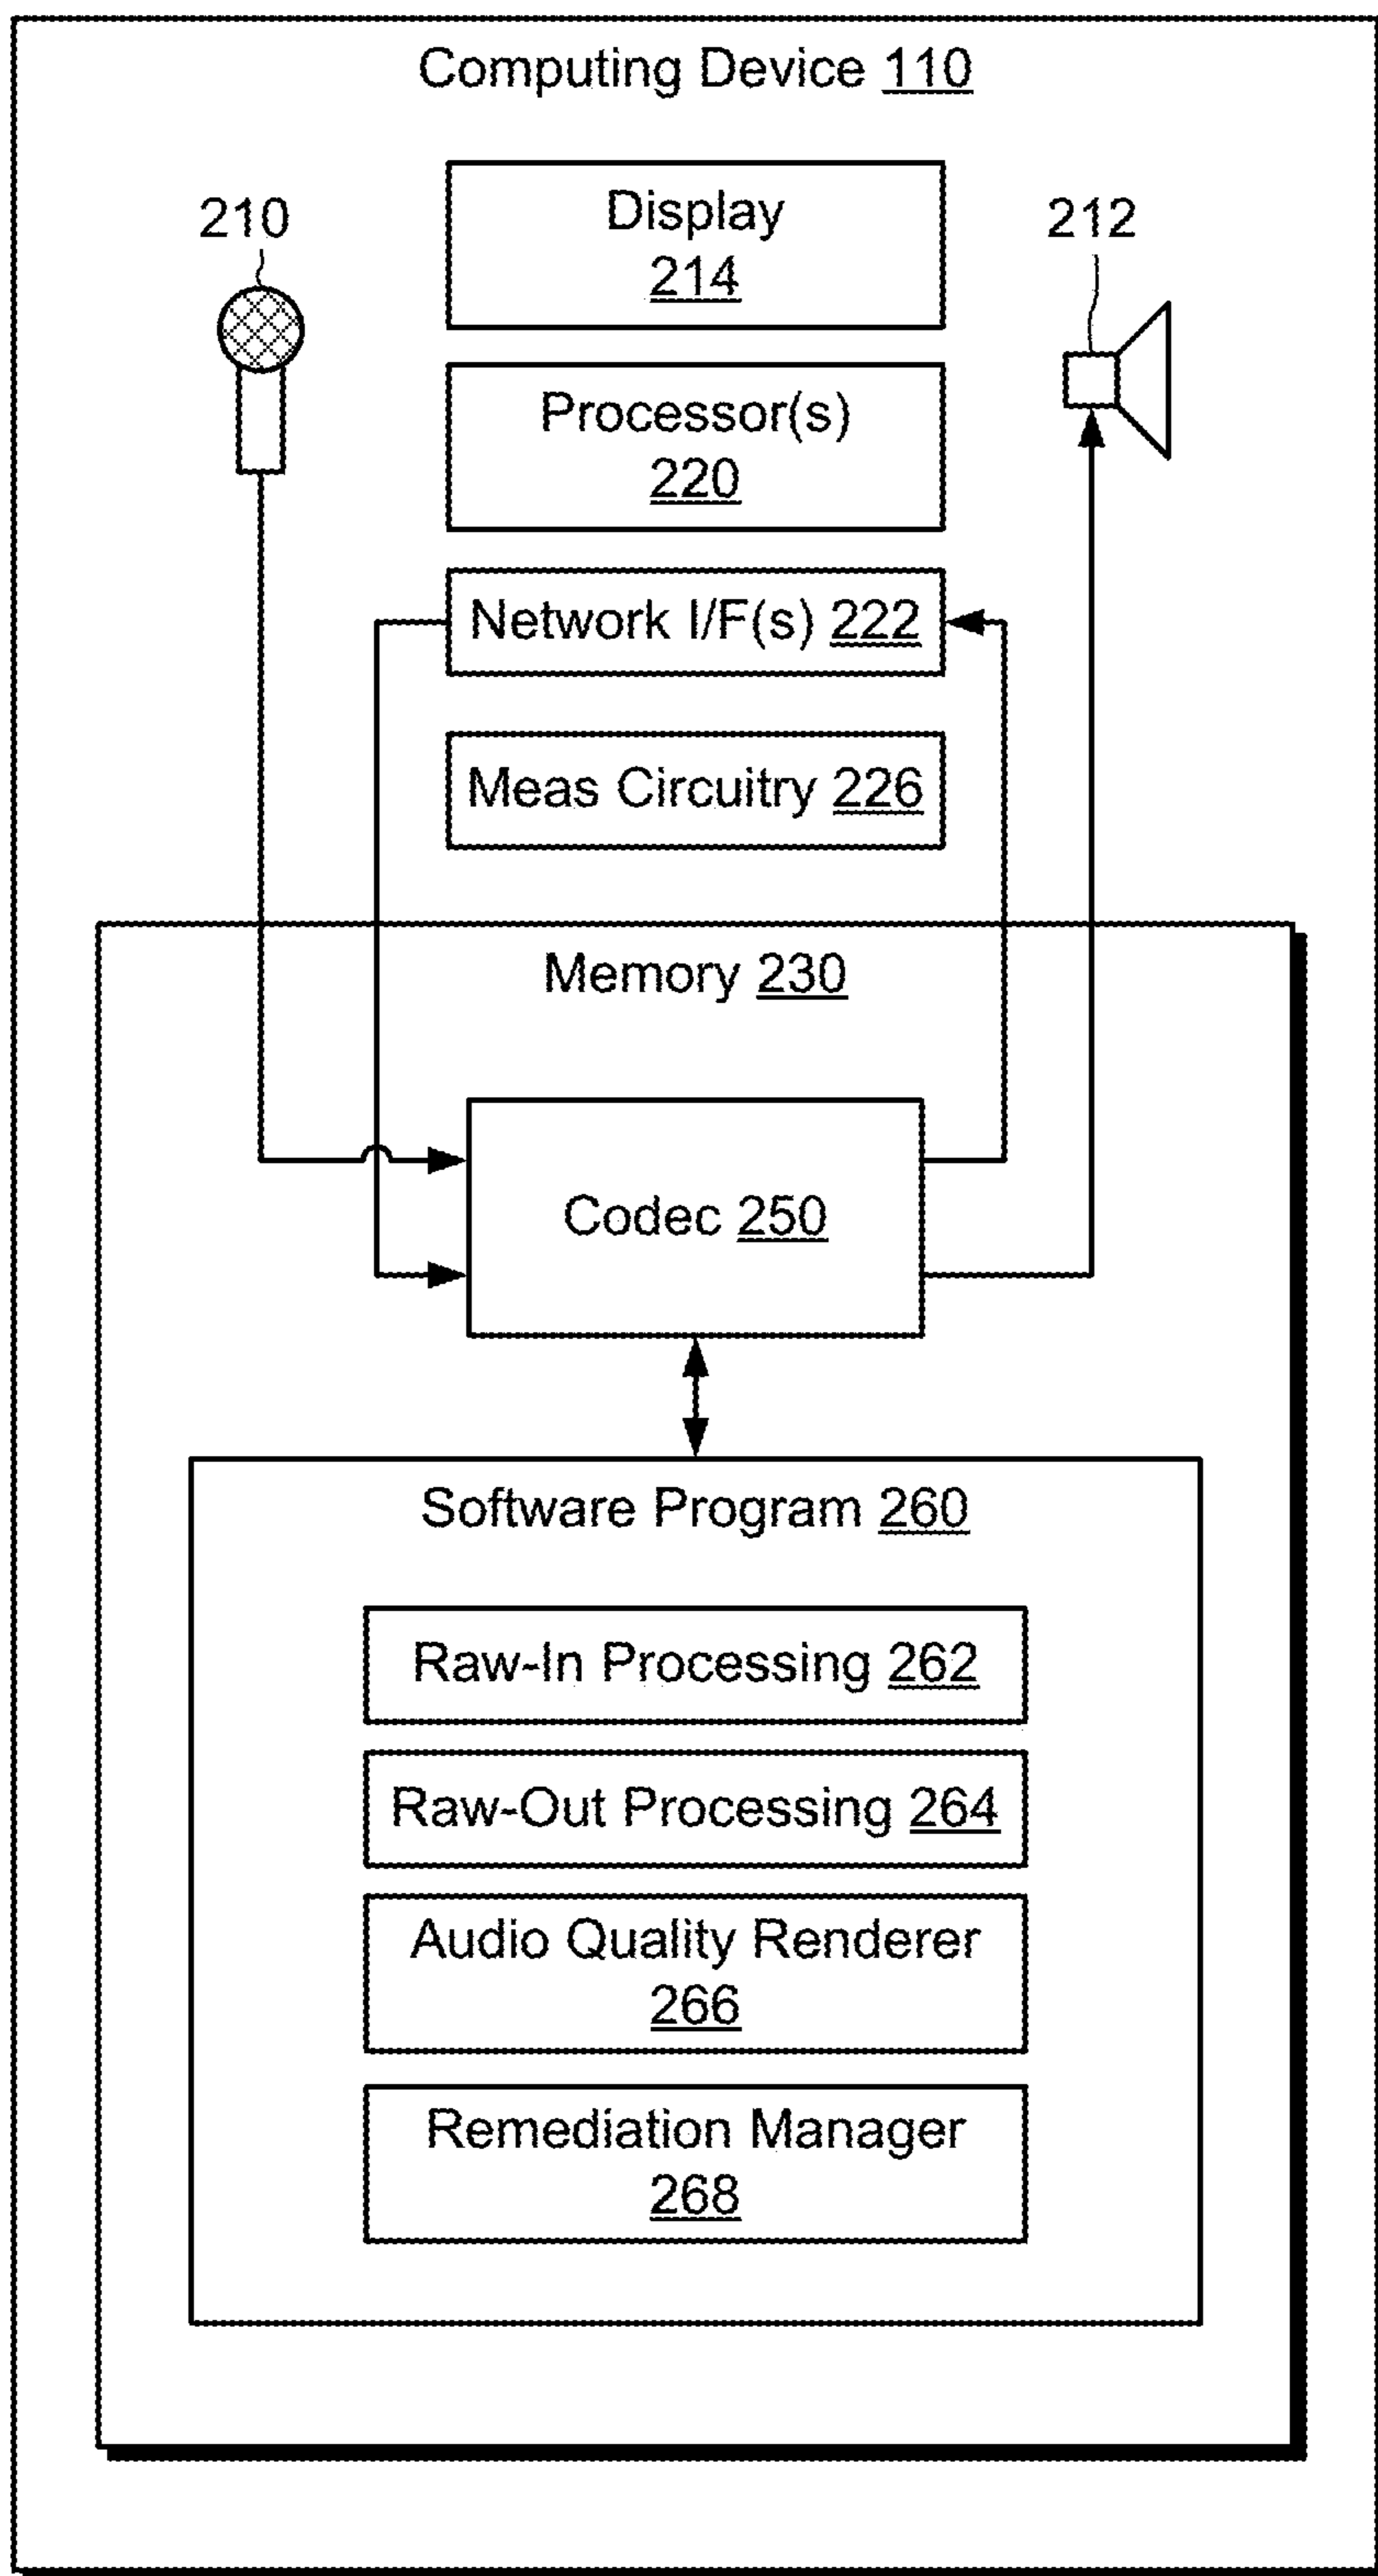 Computing Device 110
210
Display
214
212
Processor(s)
220
Network I/F(s) 222
Meas Circuitry 226
Memory 230
Codec 250
Software Program 260
Raw-In Processing 262
Raw-Out Processing 264
Audio Quality Renderer
266
Remediation Manager
268